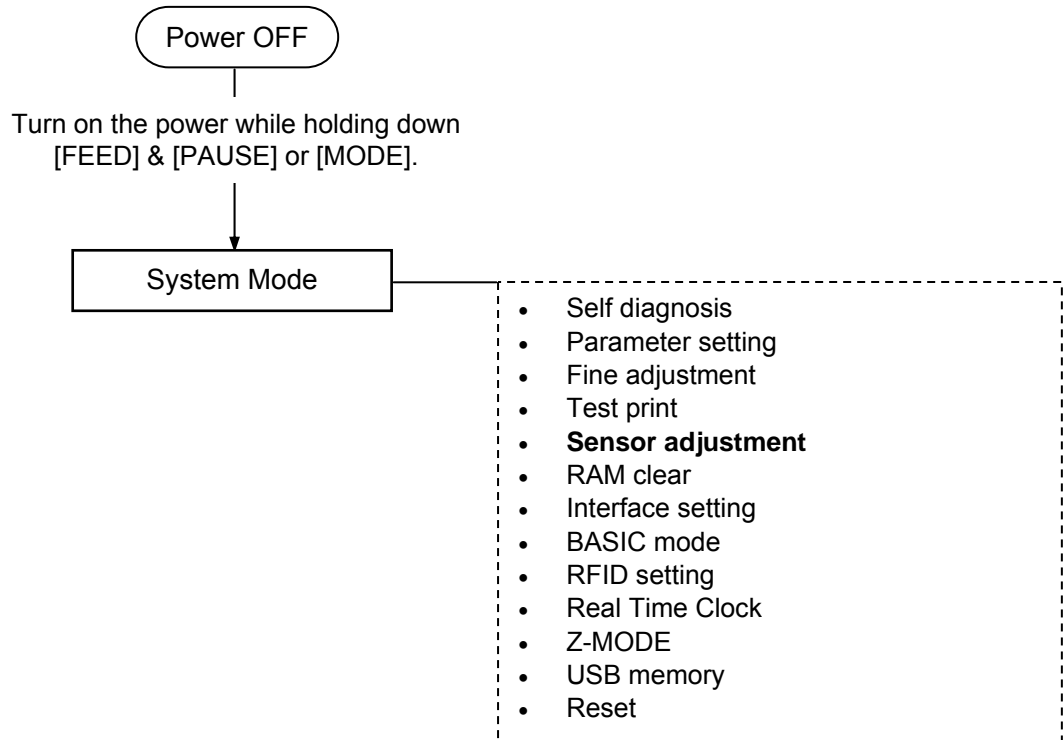 Power OFF
Turn on the power while holding down
[FEED] & [PAUSE] or [MODE].
System Mode
• Self diagnosis
• Parameter setting
• Fine adjustment
• Test print
• Sensor adjustment
• RAM clear
• Interface setting
• BASIC mode
• RFID setting
• Real Time Clock
• Z-MODE
• USB memory
• Reset